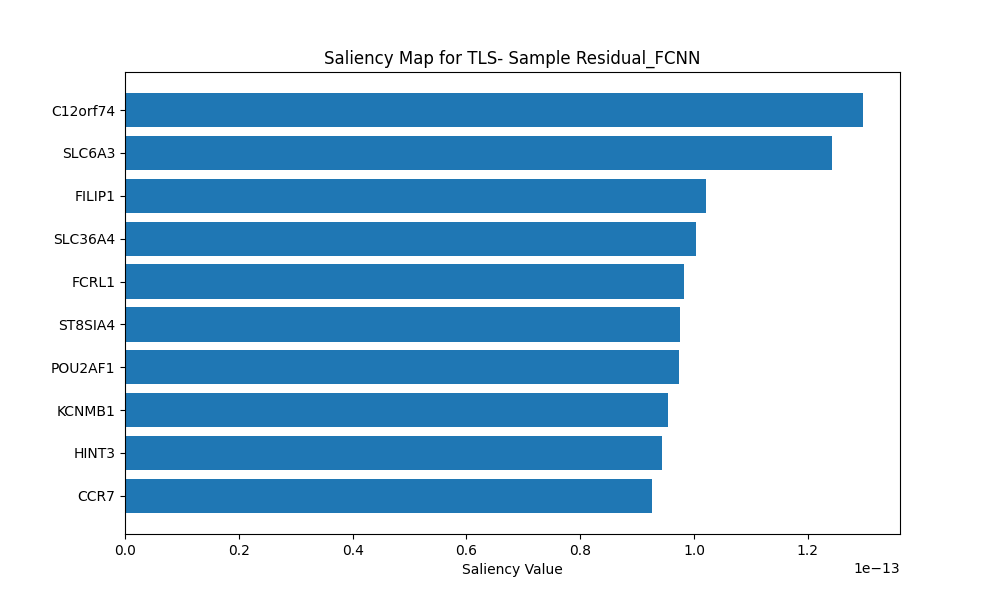 Saliency Map for TLS- Sample Residual_FCNN
C12orf74
SLC6A3
FILIP1
SLC36A4
FCRL1
ST8SIA4
POU2AF1
KCNMB1
HINT3
CCR7
0.0 0.2 0.4 0.6 0.8 1.0 1.2
Saliency Value
1e−13